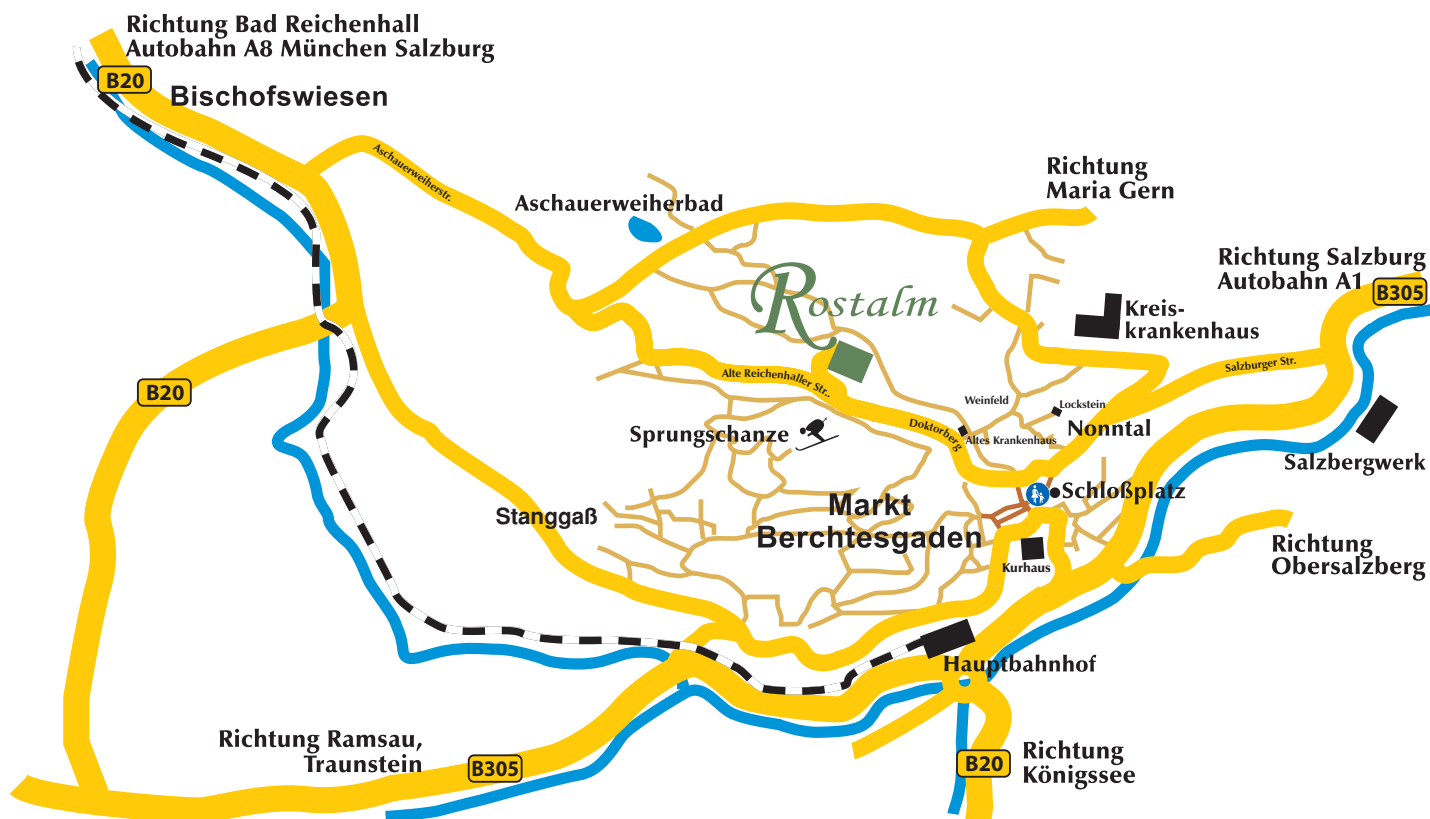 Richtung Bad Reichenhall
Autobahn A8 München Salzburg
B20
Bischofswiesen
Aschauerweiherstr.
Aschauerweiherbad
Richtung
Maria Gern
Richtung Salzburg
Autobahn A1
B305
Rostalm
Kreis-
krankenhaus
B20
Alte Reichenhaller Str..
Salzburger Str.
Weinfeld
Lockstein
Sprungschanze
Doktorberg
Altes Krankenhaus
Nonntal
Salzbergwerk
Stanggaß
Markt
Berchtesgaden
Schloßplatz
Kurhaus
Richtung
Obersalzberg
Hauptbahnhof
Richtung Ramsau,
Traunstein
B305
B20
Richtung
Königssee